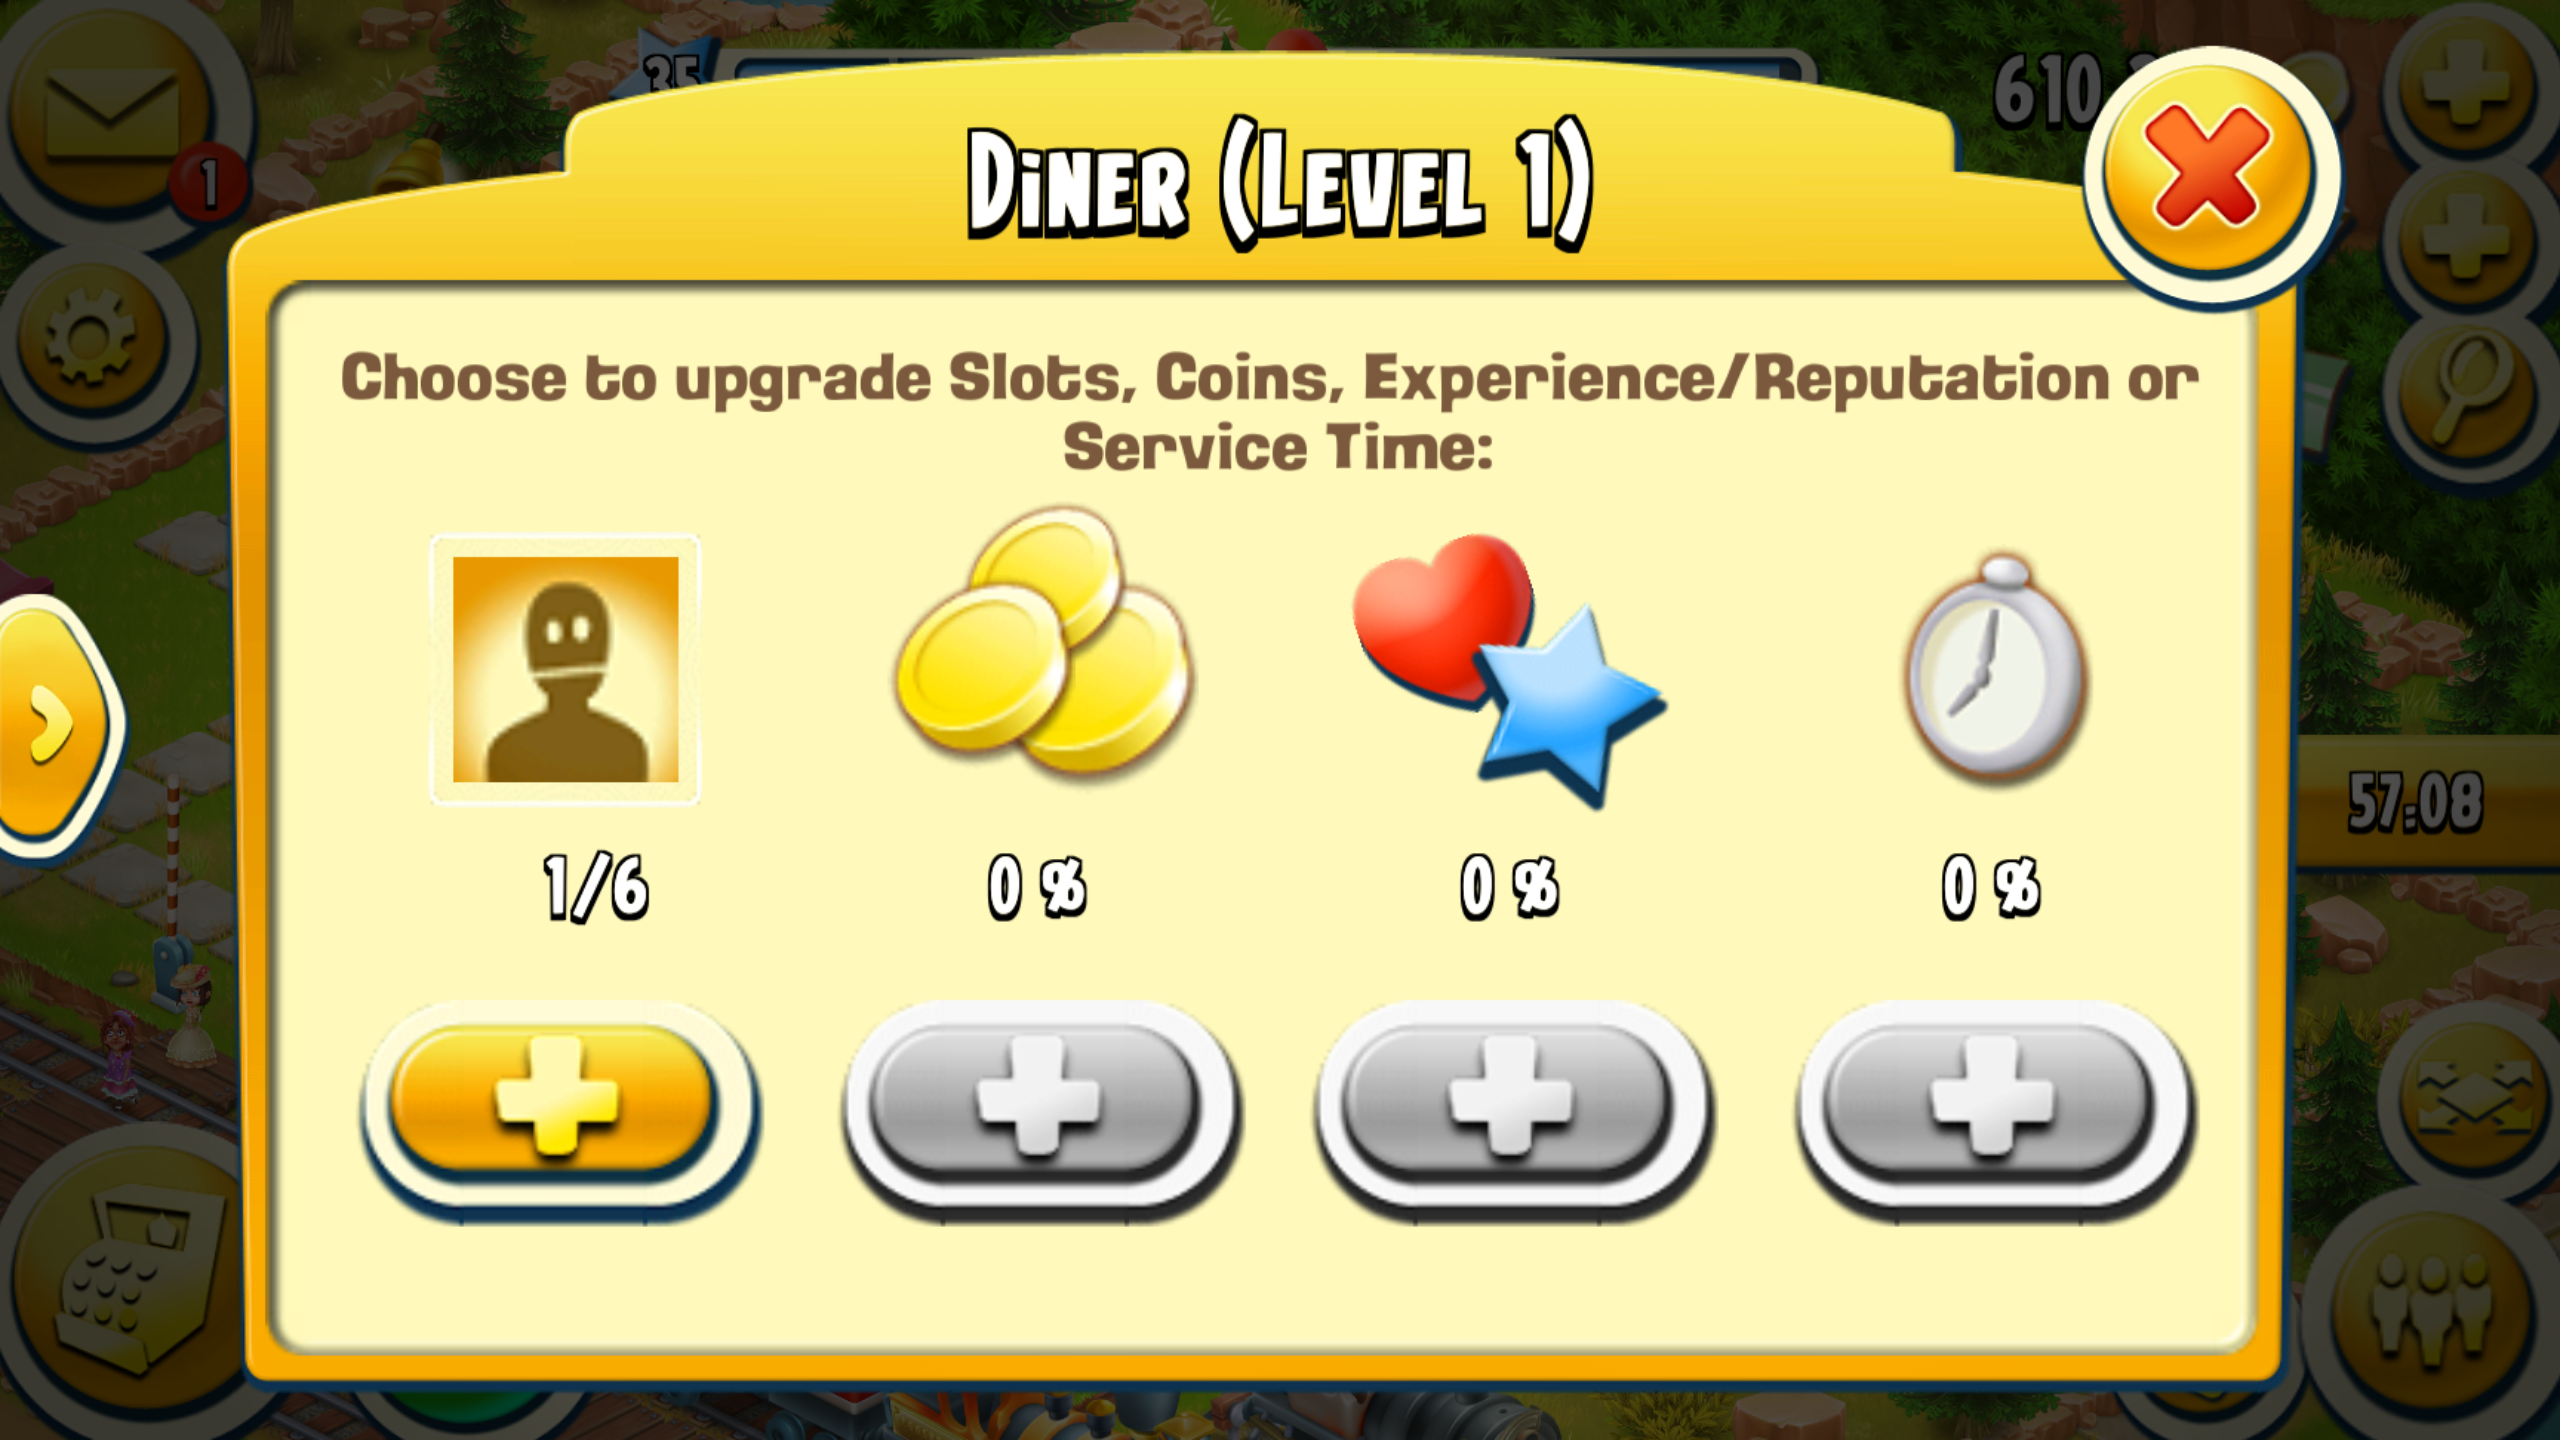 35
610
1
DiNER (LEVEL 1)
Choose to upgrade Slots, Coins, Experience/Reputation or
Service Time:
1/6
0 %
0 %
0 %
57:08